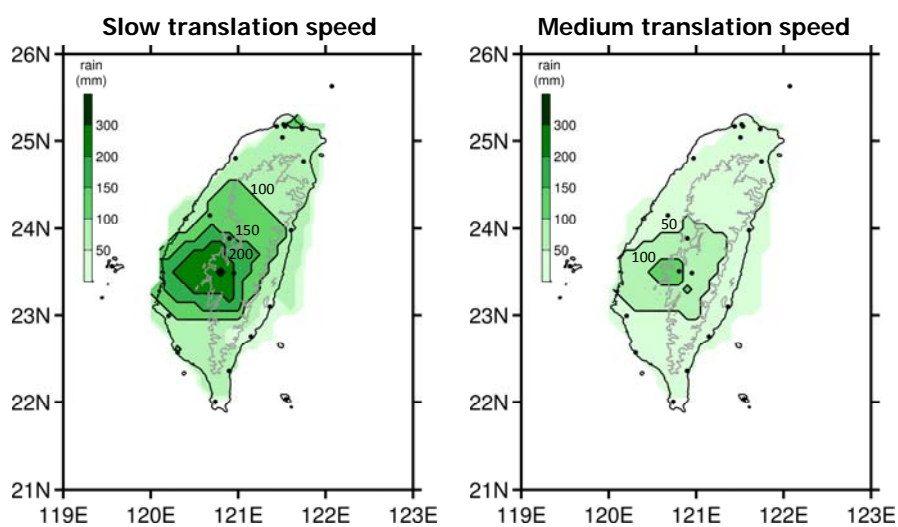 Slow translation speed
26N
25N
24N
23N
22N
21N
119E 120E 121E 122E 123E
rain
(mm)
300
200
150
100
50
100
150
200
Medium translation speed
26N
25N
24N
23N
22N
21N
119E 120E 121E 122E 123E
rain
(mm)
300
200
150
100
50
50
100